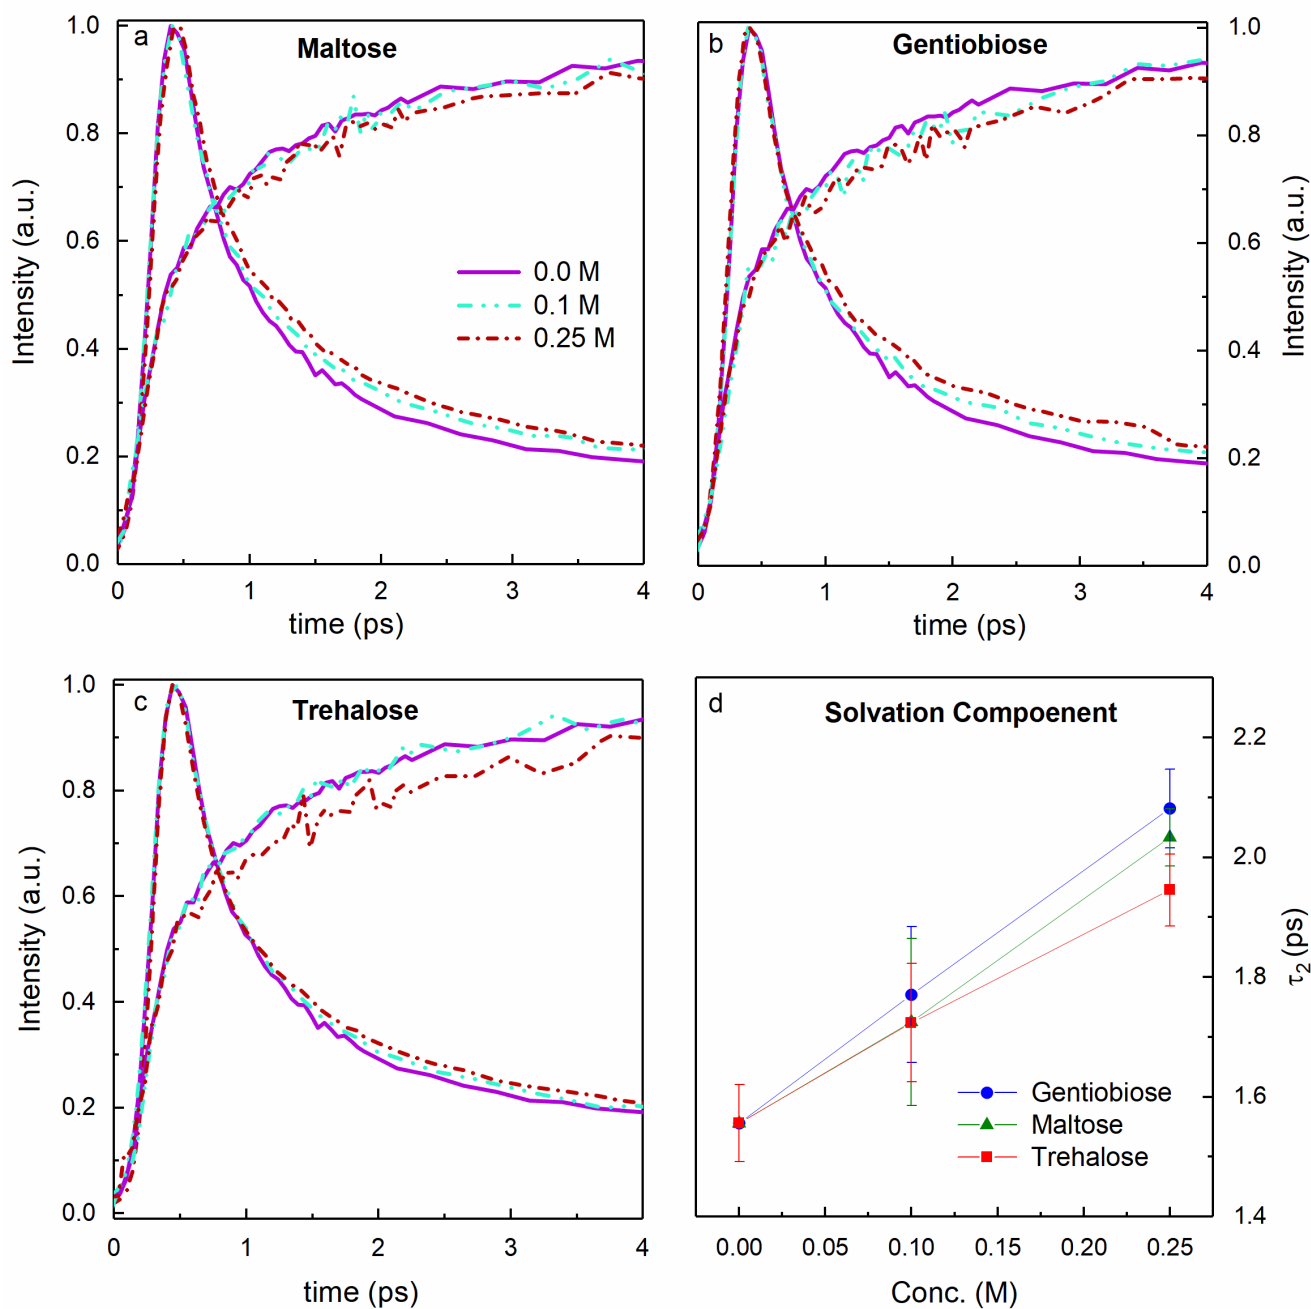 a
Maltose
1.0
0.8
0.6
0.4
0.2
0.0
Intensity (a.u.)
0.0 M
0.1 M
0.25 M
0 1 2 3 4
time (ps)
b
Gentiobiose
1.0
0.8
0.6
0.4
0.2
0.0
Intensity (a.u.)
0 1 2 3 4
time (ps)
c
Trehalose
1.0
0.8
0.6
0.4
0.2
0.0
Intensity (a.u.)
0 1 2 3 4
time (ps)
d
Solvation Compoenent
2.2
2.0
1.8
1.6
1.4
τ₂ (ps)
Gentiobiose
Maltose
Trehalose
0.00 0.05 0.10 0.15 0.20 0.25
Conc. (M)